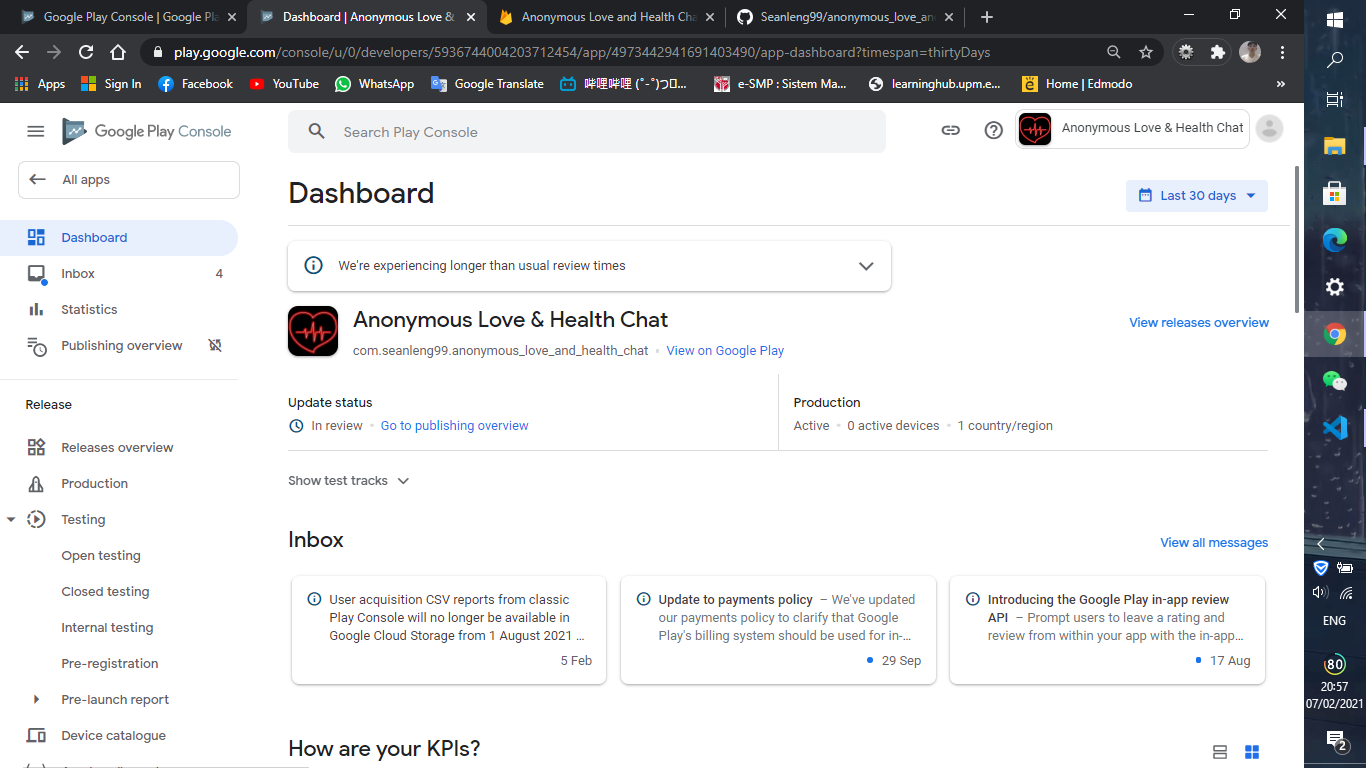 Google Play Console | Google Pla
Dashboard | Anonymous Love &
Anonymous Love and Health Cha
Seanleng99/anonymous_love_an
play.google.com/console/u/0/developers/5936744004203712454/app/4973442941691403490/app-dashboard?timespan=thirtyDays
Apps
Sign In
Facebook
YouTube
WhatsApp
Google Translate
哔哩哔哩 (゜-゜)つロ...
e-SMP : Sistem Ma...
learninghub.upm.e...
Home | Edmodo
»
Google Play Console
Search Play Console
Anonymous Love & Health Chat
All apps
Dashboard
Inbox
4
Statistics
Publishing overview
Release
Releases overview
Production
Testing
Open testing
Closed testing
Internal testing
Pre-registration
Pre-launch report
Device catalogue
Dashboard
Last 30 days
We're experiencing longer than usual review times
Anonymous Love & Health Chat
View releases overview
com.seanleng99.anonymous_love_and_health_chat • View on Google Play
Update status
In review • Go to publishing overview
Production
Active • 0 active devices • 1 country/region
Show test tracks
Inbox
View all messages
User acquisition CSV reports from classic
Play Console will no longer be available in
Google Cloud Storage from 1 August 2021 ...
5 Feb
Update to payments policy – We've updated
our payments policy to clarify that Google
Play's billing system should be used for in-...
29 Sep
Introducing the Google Play in-app review
API – Prompt users to leave a rating and
review from within your app with the in-app...
17 Aug
How are your KPIs?
ENG
80
20:57
07/02/2021
2